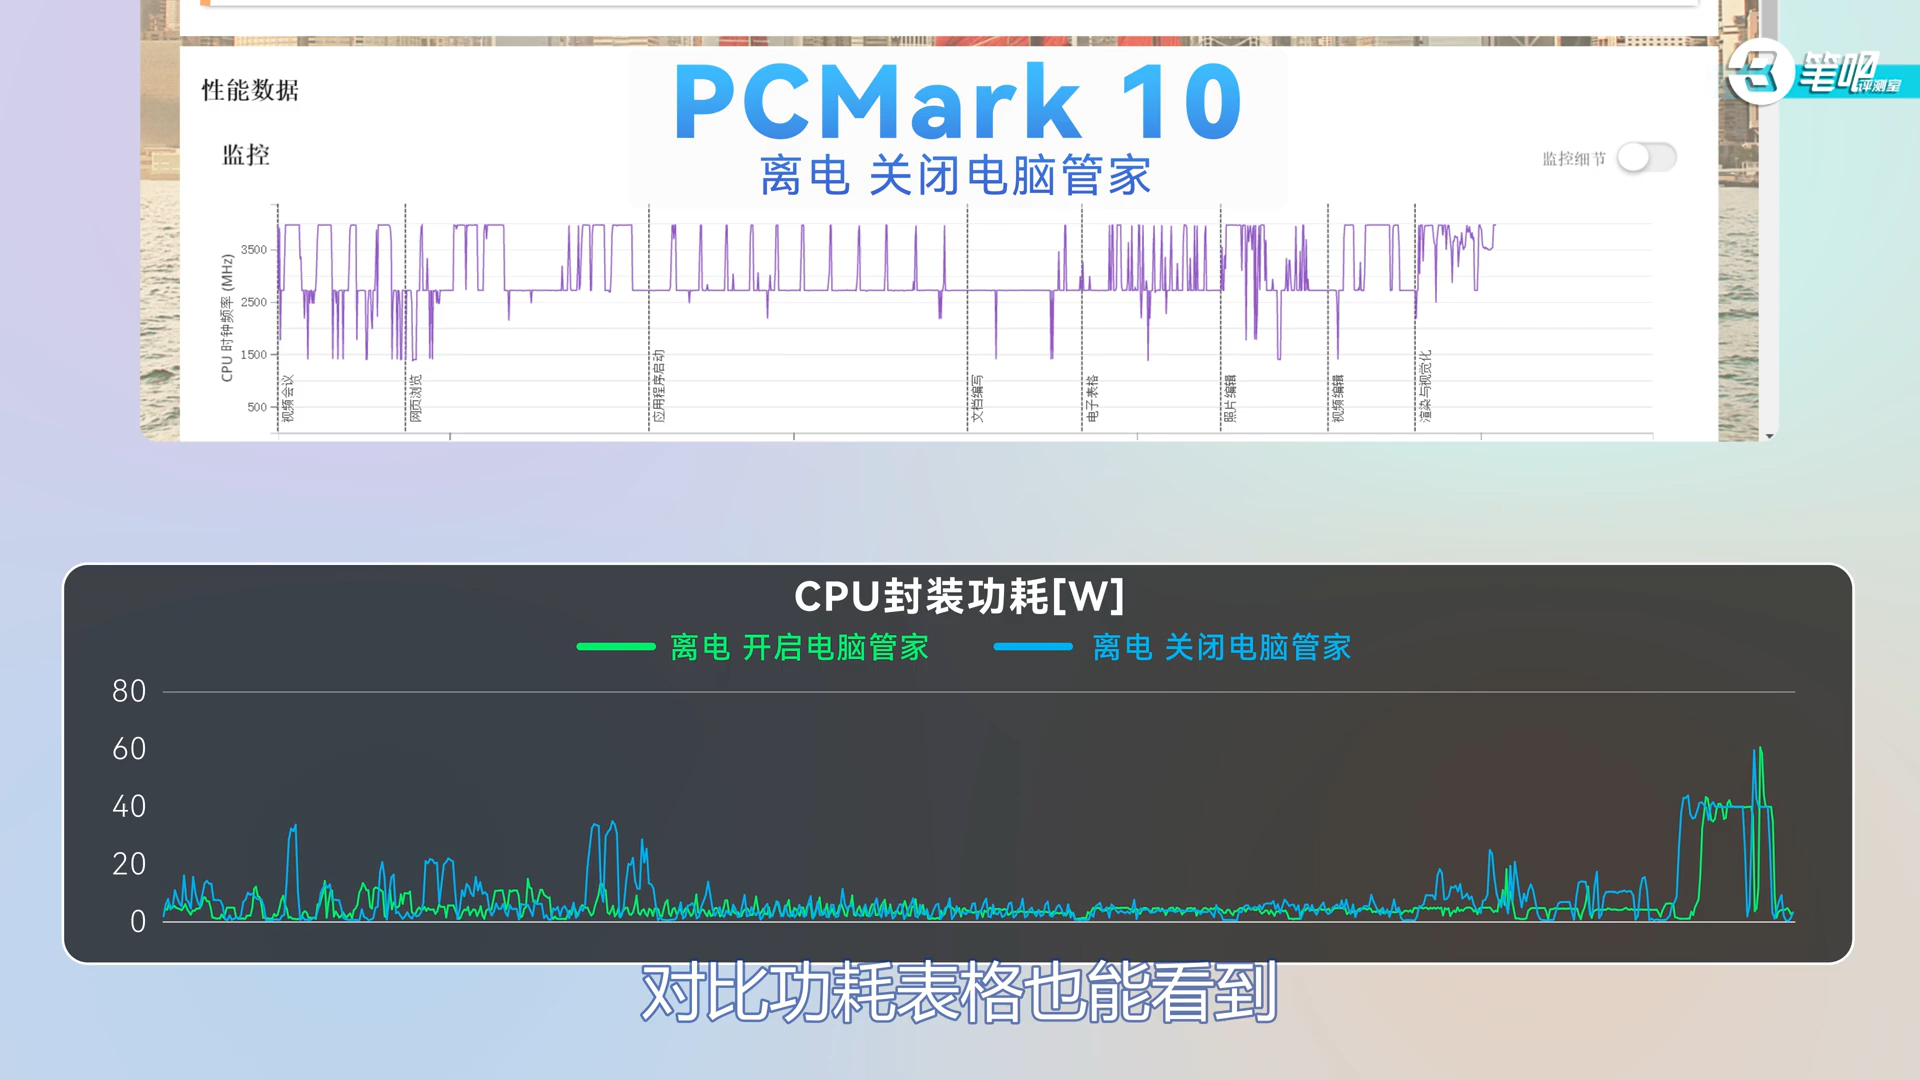 性能数据
PCMark 10
离电 关闭电脑管家
笔吧评测室
监控
监控细节
CPU 时钟频率 (MHz)
3500
2500
1500
500
视频会议
网页浏览
应用程序启动
文档编写
电子表格
照片编辑
视频编辑
渲染与视觉化
CPU封装功耗[W]
离电 开启电脑管家
离电 关闭电脑管家
80
60
40
20
0
对比功耗表格也能看到